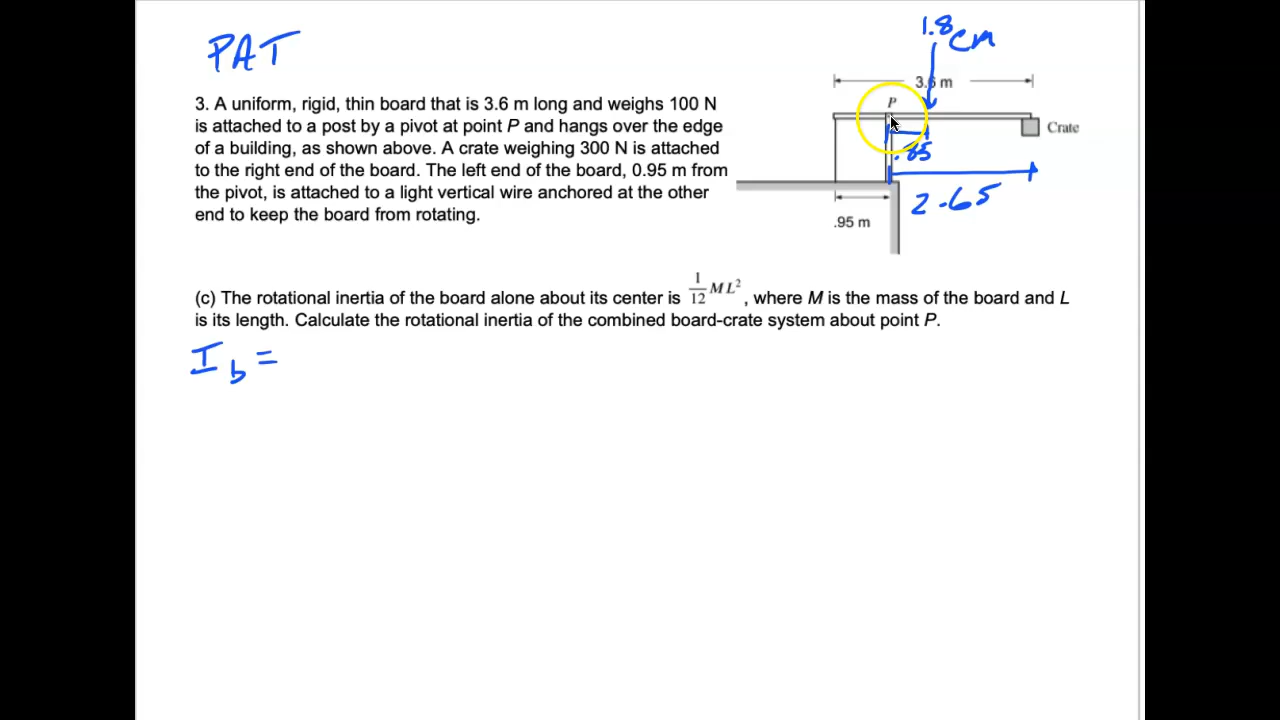 PAT
1.8 cm
3.6 m
3. A uniform, rigid, thin board that is 3.6 m long and weighs 100 N
is attached to a post by a pivot at point P and hangs over the edge
of a building, as shown above. A crate weighing 300 N is attached
to the right end of the board. The left end of the board, 0.95 m from
the pivot, is attached to a light vertical wire anchored at the other
end to keep the board from rotating.
P
Crate
.85
2.65
.95 m
(c) The rotational inertia of the board alone about its center is 1/12 ML², where M is the mass of the board and L
is its length. Calculate the rotational inertia of the combined board-crate system about point P.
I_b =